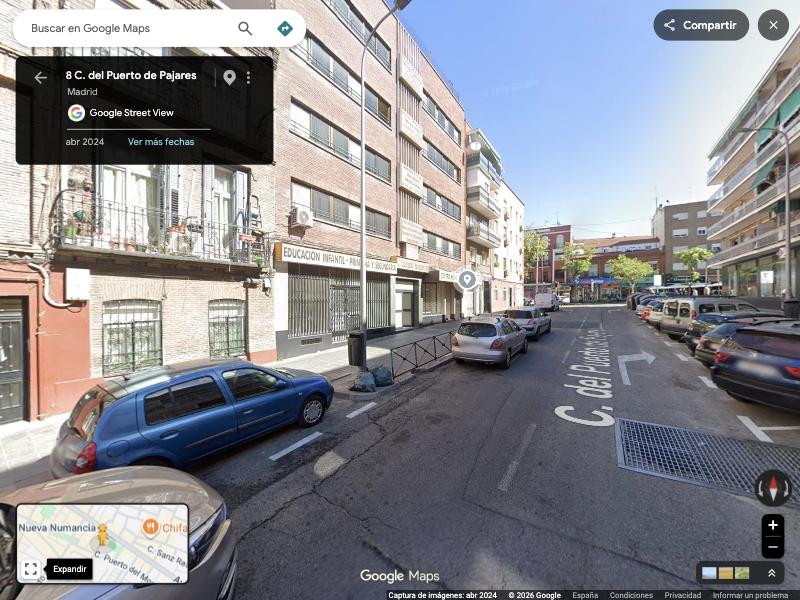 Buscar en Google Maps
Compartir
8 C. del Puerto de Pajares
Madrid
Google Street View
abr 2024
Ver más fechas
EDUCACIÓN INFANTIL - PRIMARIA Y SECUNDARIA
C. del Puerto de
Nueva Numancia
Chifa
C. Sanz Ra
C. Puerto del Mo
Av
Expandir
Google Maps
Captura de imágenes: abr 2024 © 2026 Google España Condiciones Privacidad Informar un problema